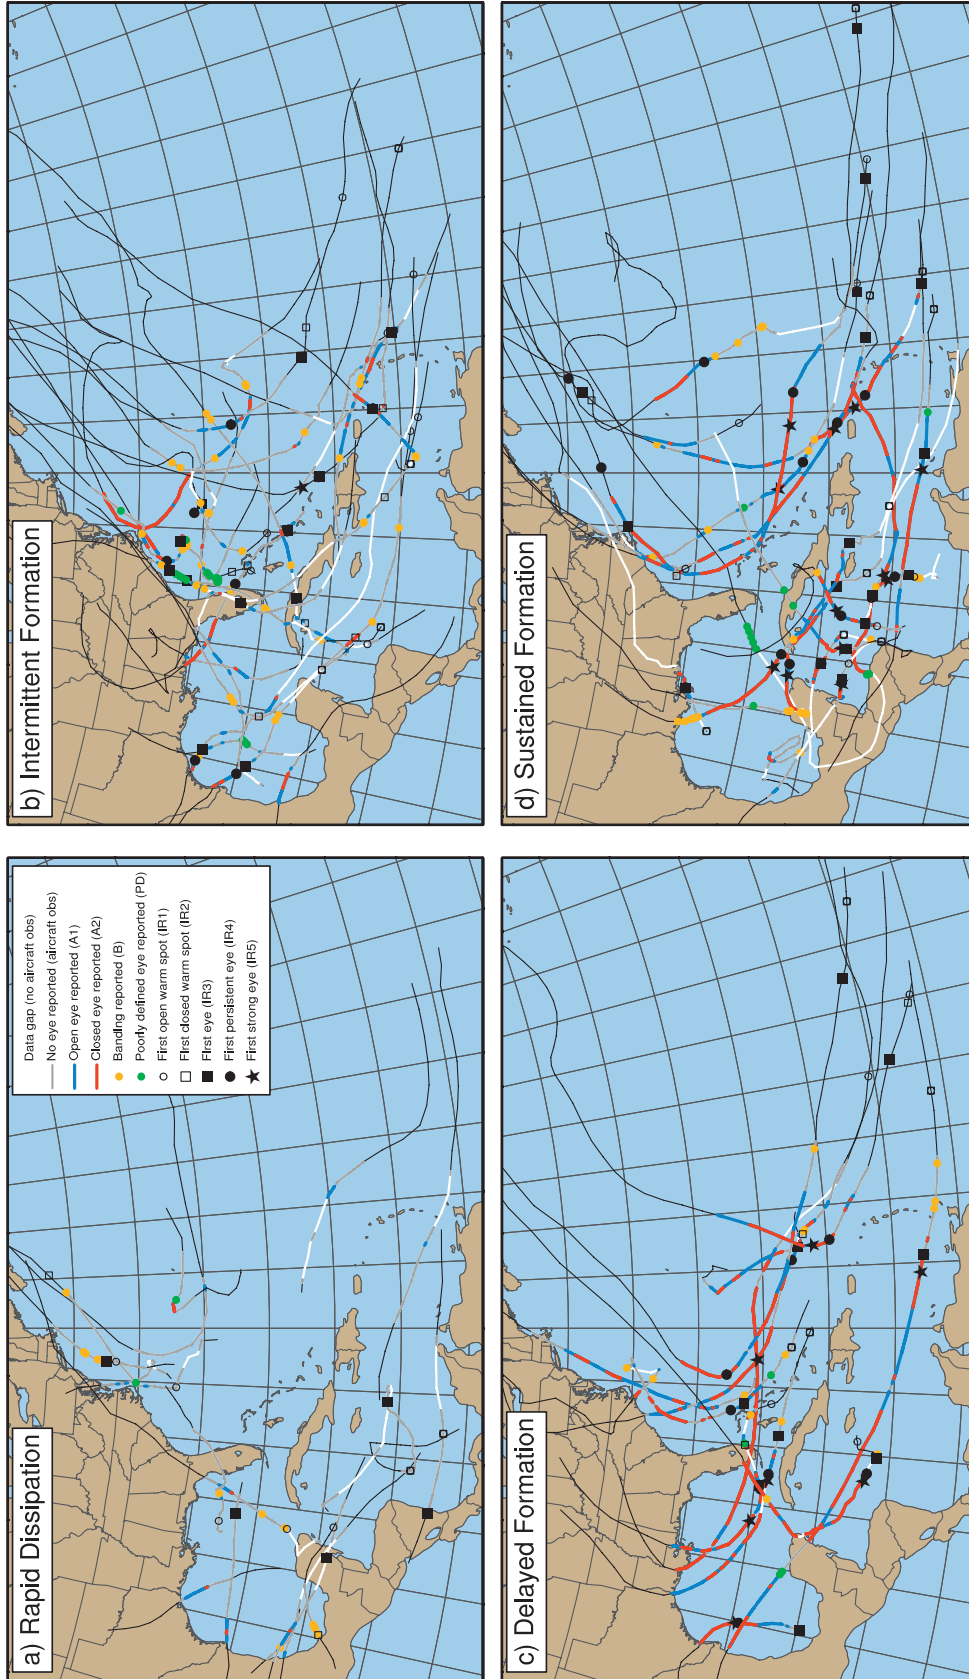 a) Rapid Dissipation
Data gap (no aircraft obs)
No eye reported (aircraft obs)
Open eye reported (A1)
Closed eye reported (A2)
Banding reported (B)
Poorly defined eye reported (PD)
First open warm spot (IR1)
First closed warm spot (IR2)
First eye (IR3)
First persistent eye (IR4)
First strong eye (IR5)
b) Intermittent Formation
c) Delayed Formation
d) Sustained Formation